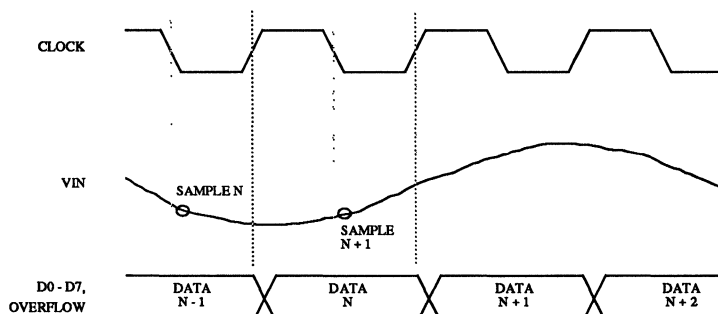 CLOCK
VIN
SAMPLE N
SAMPLE
N + 1
D0 - D7,
OVERFLOW
DATA
N - 1
DATA
N
DATA
N + 1
DATA
N + 2